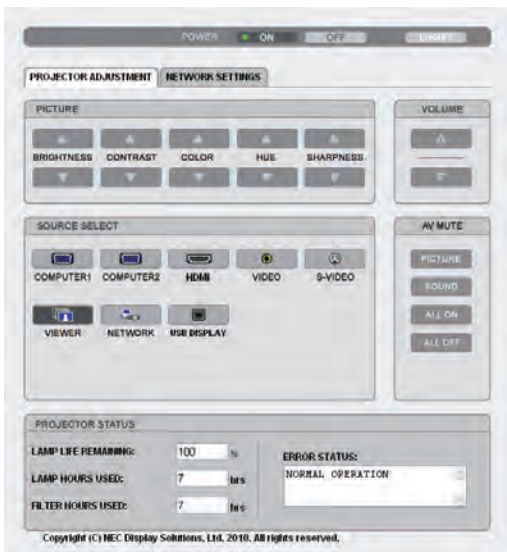 POWER ON OFF
PROJECTOR ADJUSTMENT NETWORK SETTINGS
PICTURE
BRIGHTNESS CONTRAST COLOR HUE SHARPNESS
VOLUME
SOURCE SELECT
COMPUTER1 COMPUTER2 HDMI VIDEO S-VIDEO
VIEWER NETWORK USB DISPLAY
AV MUTE
PICTURE
SOUND
ALL ON
ALL OFF
PROJECTOR STATUS
LAMP LIFE REMAINING: 100 %
LAMP HOURS USED: 7 hrs
FILTER HOURS USED: 7 hrs
ERROR STATUS:
NORMAL OPERATION
Copyright (C) NEC Display Solutions, Ltd. 2010. All rights reserved.